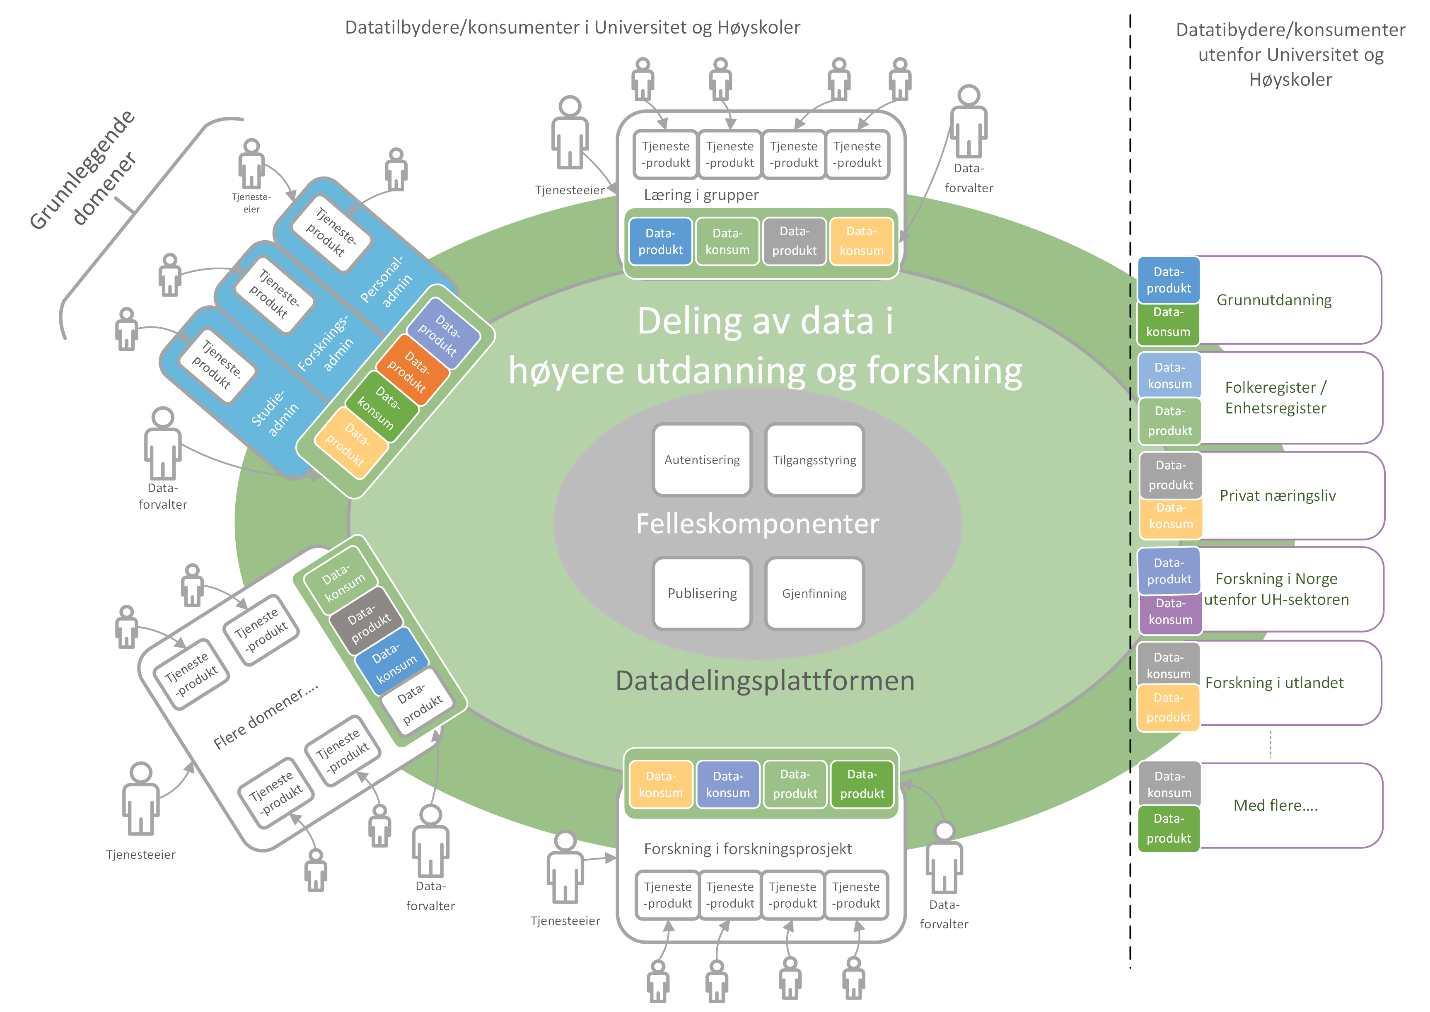 Datatilbydere/konsumenter i Universitet og Høyskoler
Datatibydere/konsumenter
utenfor Universitet og
Høyskoler
Grunnleggende
domener
Tjeneste-
eier
Tjeneste-
produkt
Personal-
admin
Tjeneste-
produkt
Forsknings-
admin
Tjeneste-
produkt
Studie-
admin
Data-
produkt
Data-
produkt
Data-
konsum
Data-
produkt
Data-
forvalter
Tjenesteeier
Tjeneste
-produkt
Tjeneste
-produkt
Tjeneste
-produkt
Tjeneste
-produkt
Læring i grupper
Data-
produkt
Data-
konsum
Data-
produkt
Data-
konsum
Data-
forvalter
Deling av data i
høyere utdanning og forskning
Autentisering
Tilgangsstyring
Felleskomponenter
Publisering
Gjenfinning
Datadelingsplattformen
Tjeneste
-produkt
Tjeneste
-produkt
Flere domener....
Tjeneste
-produkt
Tjeneste
-produkt
Data-
konsum
Data-
produkt
Data-
konsum
Data-
produkt
Tjenesteeier
Data-
forvalter
Data-
konsum
Data-
konsum
Data-
produkt
Data-
produkt
Forskning i forskningsprosjekt
Tjeneste
-produkt
Tjeneste
-produkt
Tjeneste
-produkt
Tjeneste
-produkt
Tjenesteeier
Data-
forvalter
Data-
produkt
Data-
konsum
Grunnutdanning
Data-
konsum
Data-
produkt
Folkeregister /
Enhetsregister
Data-
produkt
Data-
konsum
Privat næringsliv
Data-
produkt
Data-
konsum
Forskning i Norge
utenfor UH-sektoren
Data-
konsum
Data-
produkt
Forskning i utlandet
Data-
konsum
Data-
produkt
Med flere....